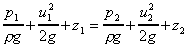 p₁/ρg + u₁²/2g + z₁ = p₂/ρg + u₂²/2g + z₂